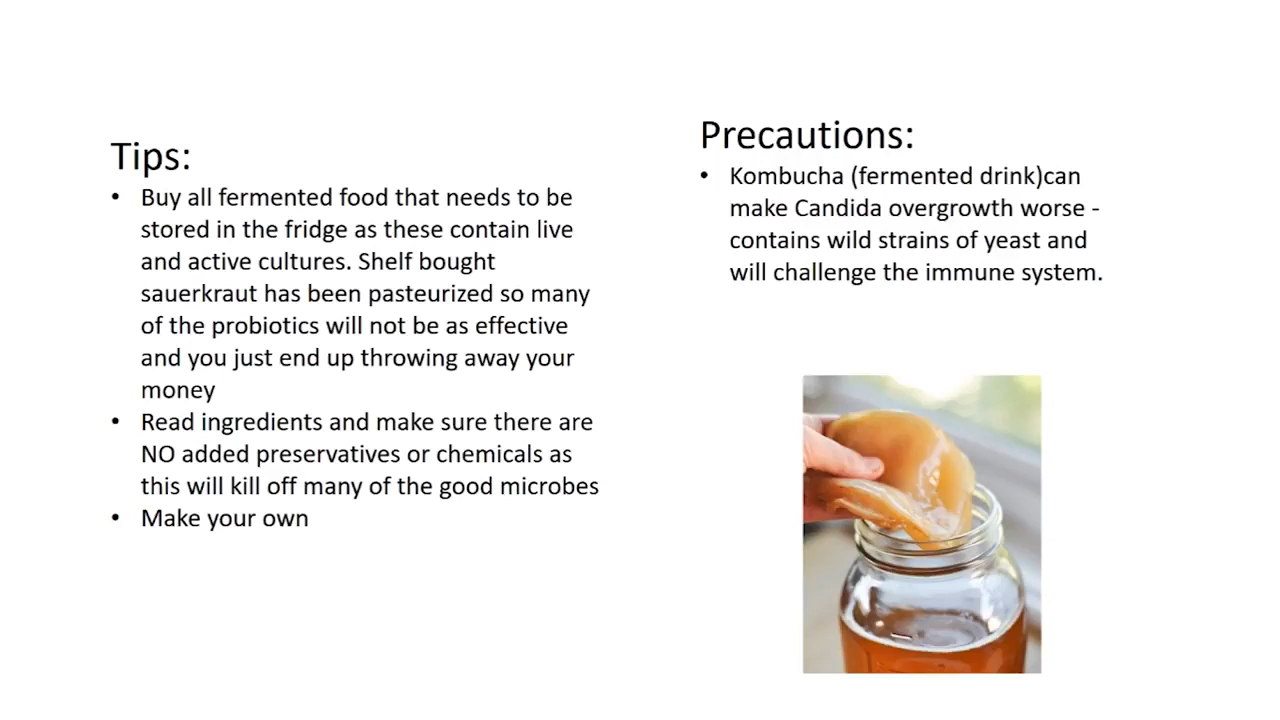 Tips:
• Buy all fermented food that needs to be
stored in the fridge as these contain live
and active cultures. Shelf bought
sauerkraut has been pasteurized so many
of the probiotics will not be as effective
and you just end up throwing away your
money
• Read ingredients and make sure there are
NO added preservatives or chemicals as
this will kill off many of the good microbes
• Make your own
Precautions:
• Kombucha (fermented drink)can
make Candida overgrowth worse -
contains wild strains of yeast and
will challenge the immune system.